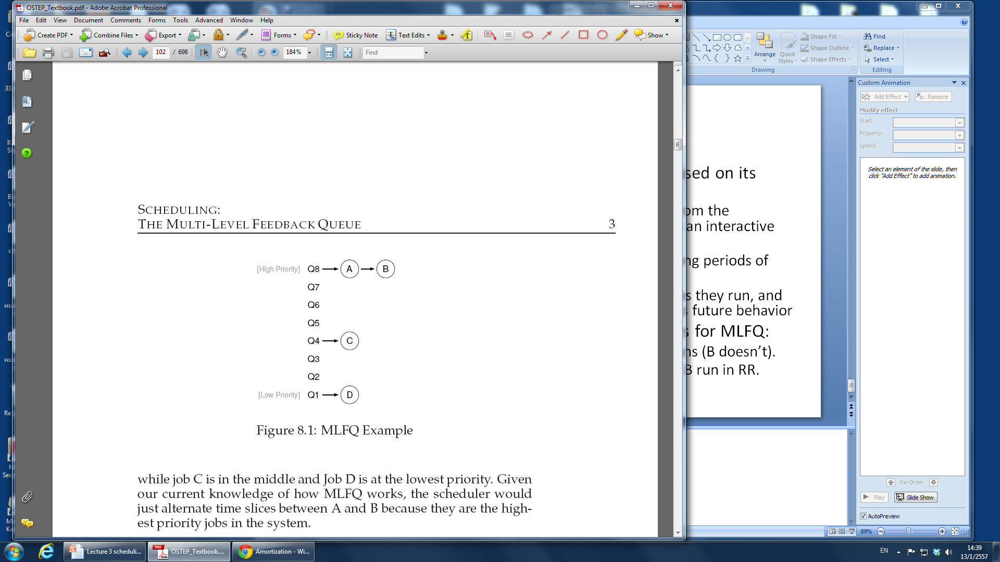 OSTEP_Textbook.pdf - Adobe Acrobat Professional
File Edit View Document Comments Forms Tools Advanced Window Help
Create PDF Combine Files Export Forms Sticky Note Text Edits Show
102 / 698 184% Find
SCHEDULING:
THE MULTI-LEVEL FEEDBACK QUEUE 3
[High Priority] Q8 A B
Q7
Q6
Q5
Q4 C
Q3
Q2
[Low Priority] Q1 D
Figure 8.1: MLFQ Example
while job C is in the middle and Job D is at the lowest priority. Given
our current knowledge of how MLFQ works, the scheduler would
just alternate time slices between A and B because they are the high-
est priority jobs in the system.
Arrange
Quick
Styles
Shape Fill
Shape Outline
Shape Effects
Drawing
Find
Replace
Select
Editing
Custom Animation
Add Effect Remove
Modify effect
Start:
Property:
Speed:
Select an element of the slide, then
click "Add Effect" to add animation.
Re-Order
Play Slide Show
AutoPreview
89%
sed on its
om the
an interactive
ng periods of
s they run, and
s future behavior
s for MLFQ:
ns (B doesn't).
B run in RR.
Lecture 3 scheduli... OSTEP_Textbook.... Amortization - Wi...
EN
14:39
13/1/2557